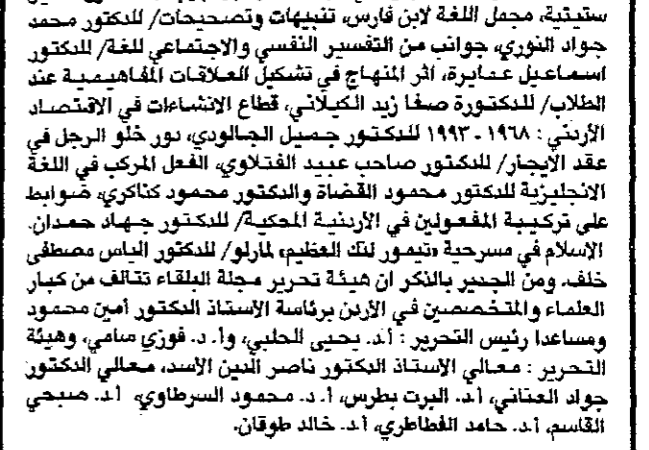 ستيتية، مجمل اللغة لابن فارس، تنبيهات وتصحيحات/ للدكتور محمد
جواد النوري، جوانب من التفسير النفسي والاجتماعي للغة/ للدكتور
اسماعيل عمايرة، اثر المنهاج في تشكيل العلاقات المفاهيمية عند
الطلاب/ للدكتورة صفا زيد الكيلاني، قطاع الانشاءات في الاقتصاد
الأردني: ١٩٦٨ - ١٩٩٣ للدكتور جميل الجالودي، دور خلو الرجل في
عقد الايجار/ للدكتور صاحب عبيد الفتلاوي، الفعل المركب في اللغة
الانجليزية للدكتور محمود القضاة والدكتور محمود كناكري، ضوابط
على تركيبة المفعولين في الأردنية المحكية/ للدكتور جهاد حمدان.
الاسلام في مسرحية «تيمور لنك العظيم» لمارلو/ للدكتور الياس مصطفى
خلف. ومن الجدير بالذكر ان هيئة تحرير مجلة البلقاء تتالف من كبار
العلماء والمتخصصين في الأردن برئاسة الاستاذ الدكتور أمين محمود
ومساعدا رئيس التحرير: أ.د. يحيى الحلبي، وأ. د. فوزي سامي، وهيئة
التحرير: معالي الاستاذ الدكتور ناصر الدين الأسد، معالي الدكتور
جواد العناني، أ.د. البرت بطرس، أ. د. محمود السرطاوي، أ.د. صبحي
القاسم، أ.د. حامد الغطاطري، أ.د. خالد طوقان.